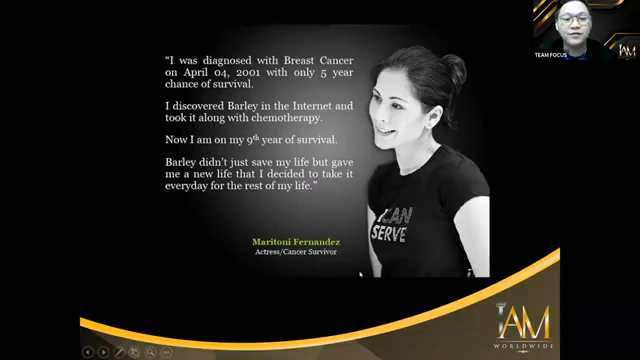 "I was diagnosed with Breast Cancer
on April 04, 2001 with only 5 year
chance of survival.
I discovered Barley in the Internet and
took it along with chemotherapy.
Now I am on my 9th year of survival.
Barley didn't just save my life but gave
me a new life that I decided to take it
everyday for the rest of my life."
Maritoni Fernandez
Actress/Cancer Survivor
I CAN
SERVE
TEAM FOCUS
IAM
IAM
WORLDWIDE